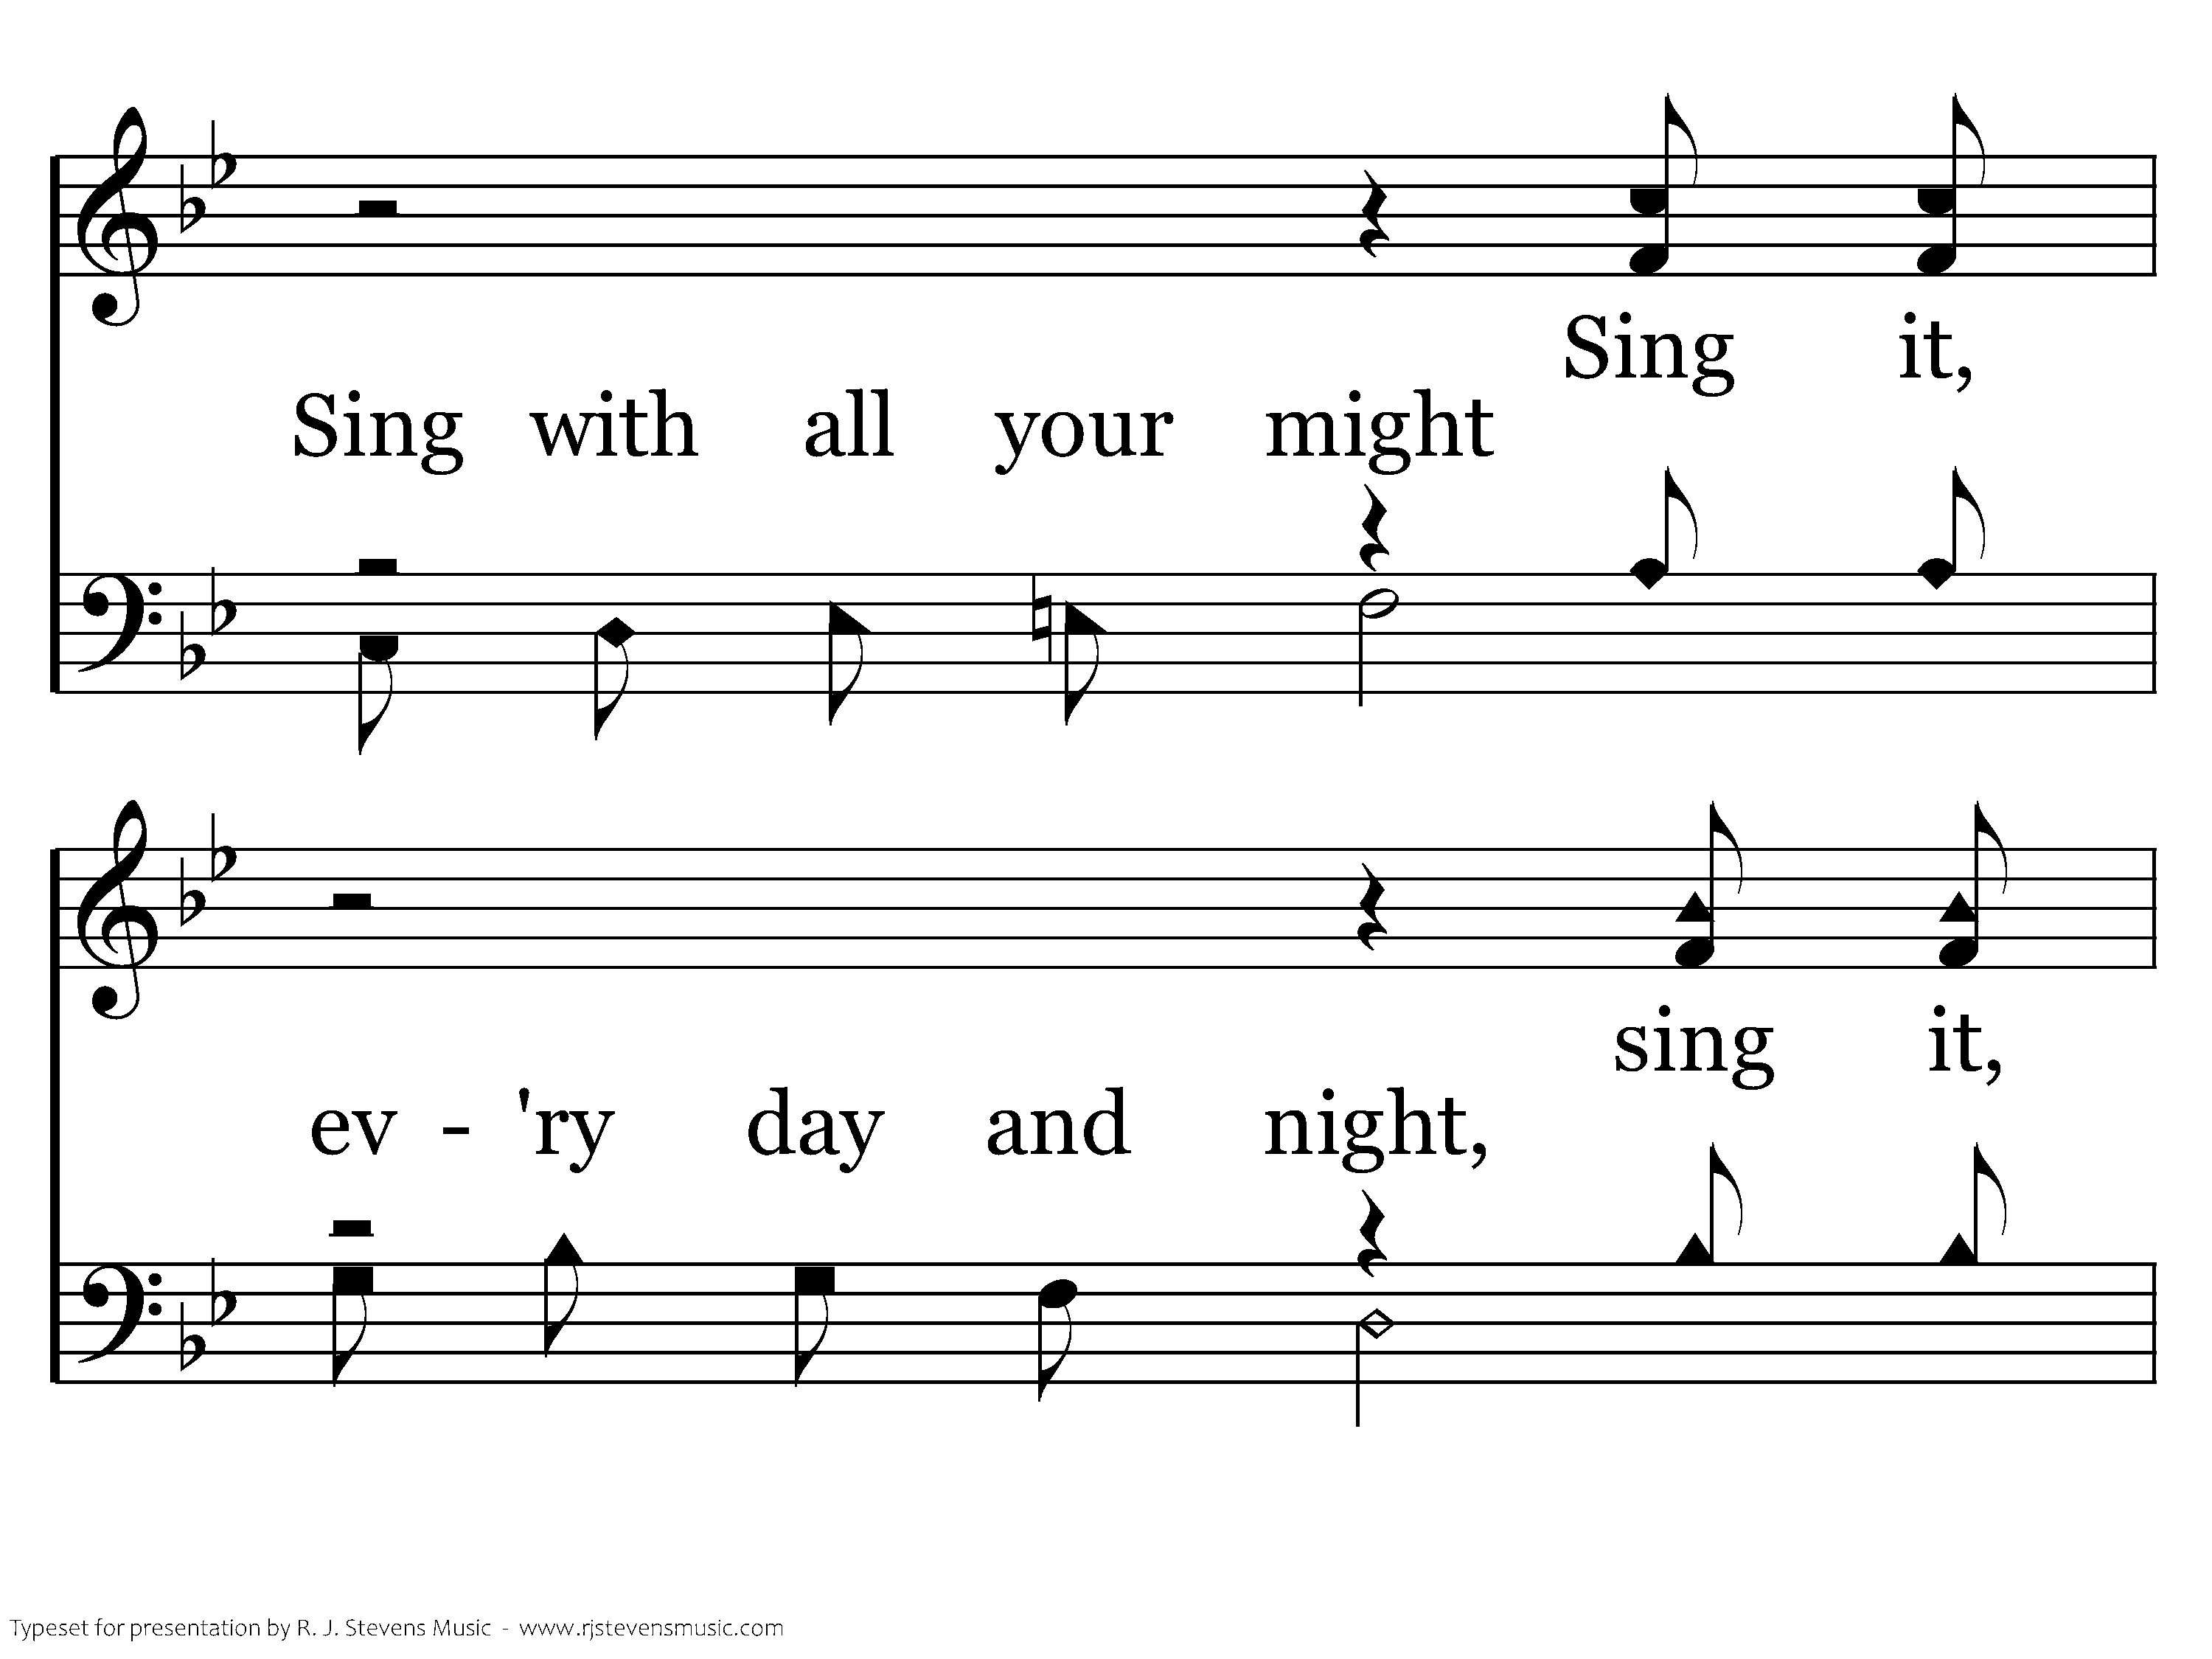 Sing it,
Sing with all your might
sing it,
ev - 'ry day and night,
Typeset for presentation by R. J. Stevens Music - www.rjstevensmusic.com